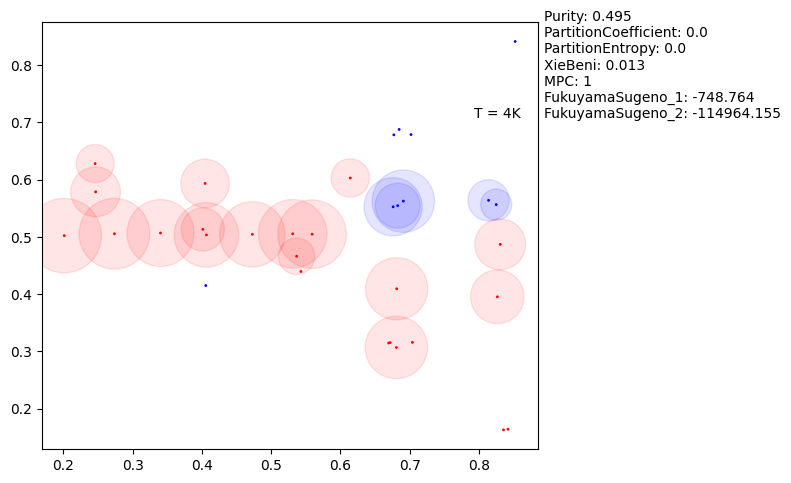 Purity: 0.495
PartitionCoefficient: 0.0
PartitionEntropy: 0.0
XieBeni: 0.013
MPC: 1
FukuyamaSugeno_1: -748.764
FukuyamaSugeno_2: -114964.155
T = 4K
0.8
0.7
0.6
0.5
0.4
0.3
0.2
0.2 0.3 0.4 0.5 0.6 0.7 0.8